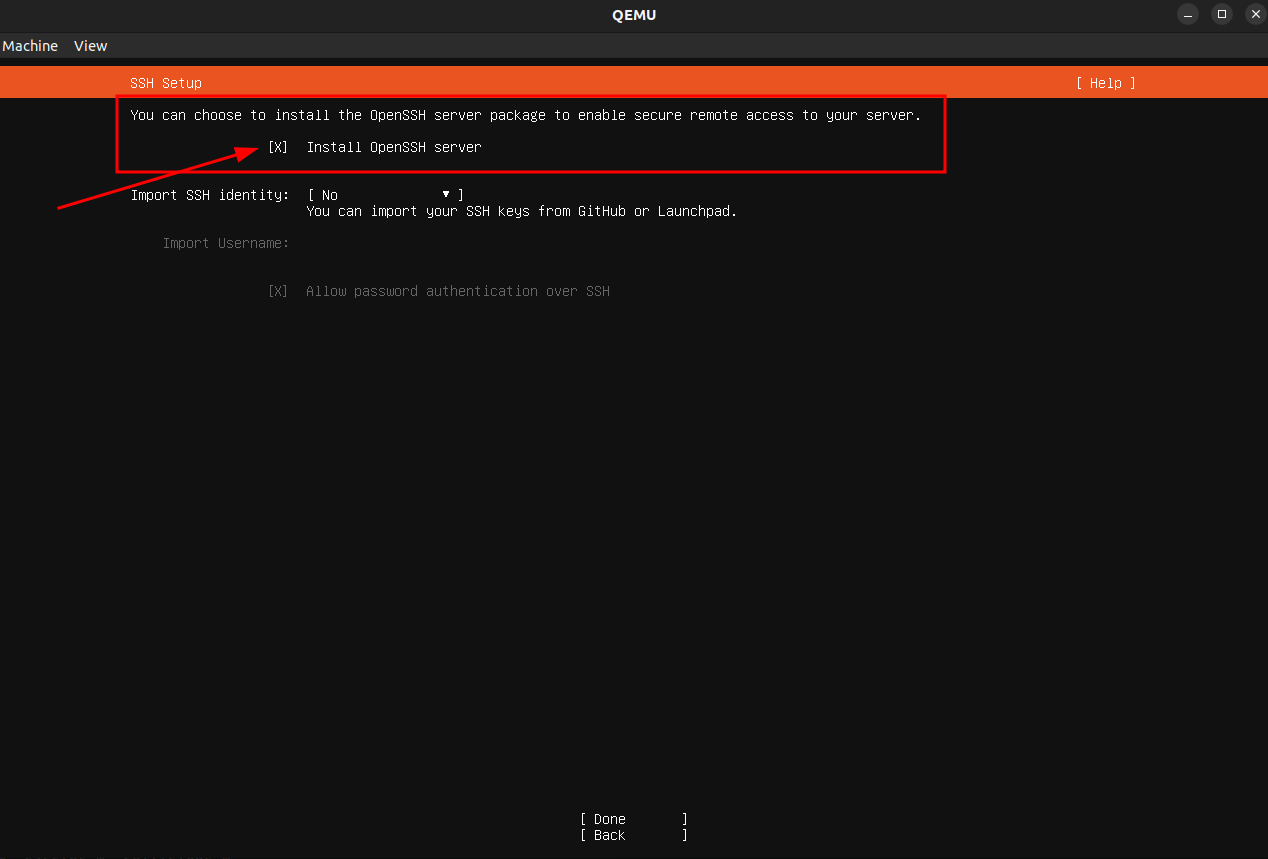 QEMU
Machine View
SSH Setup [ Help ]
You can choose to install the OpenSSH server package to enable secure remote access to your server.
[X] Install OpenSSH server
Import SSH identity: [ No ▾ ]
You can import your SSH keys from GitHub or Launchpad.
Import Username:
[X] Allow password authentication over SSH
[ Done ]
[ Back ]